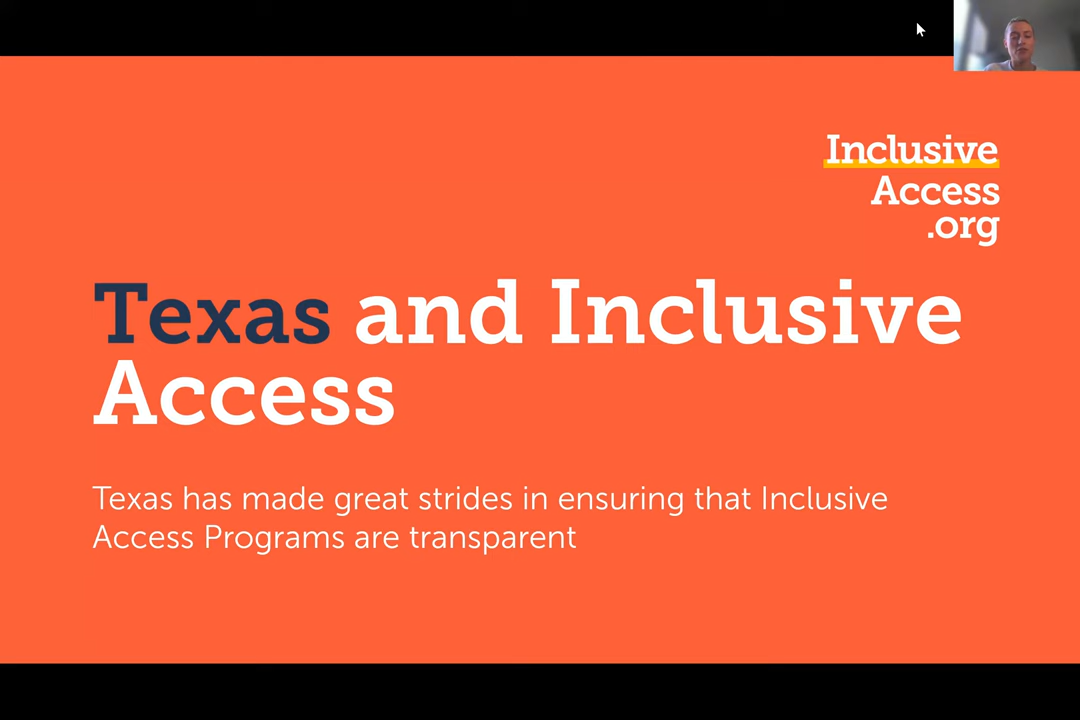 Inclusive
Access
.org
Texas and Inclusive
Access
Texas has made great strides in ensuring that Inclusive
Access Programs are transparent